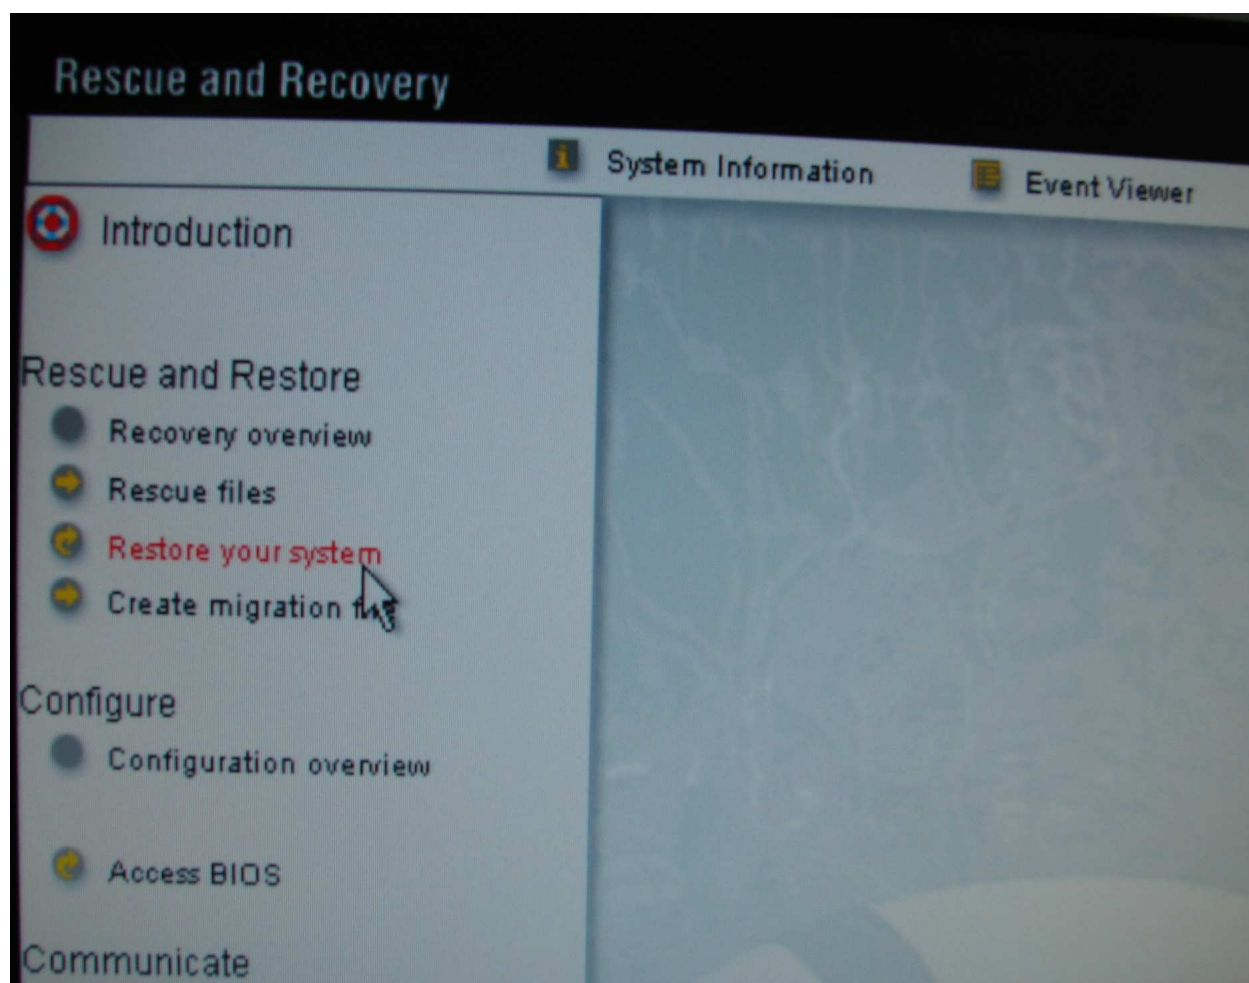 Rescue and Recovery
System Information Event Viewer
Introduction
Rescue and Restore
Recovery overview
Rescue files
Restore your system
Create migration
Configure
Configuration overview
Access BIOS
Communicate